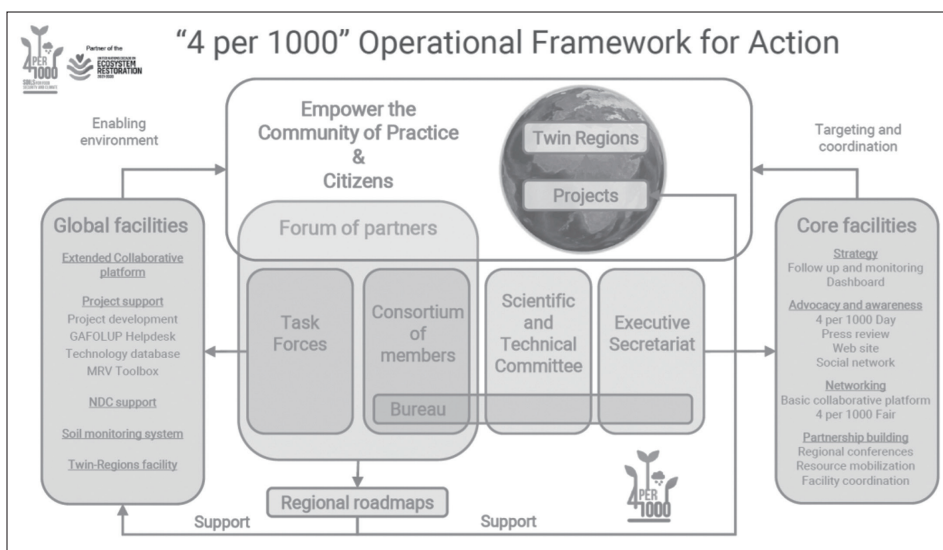 4 PER 1000
Partner of the
ECOSYSTEM
RESTORATION
"4 per 1000" Operational Framework for Action
Enabling
environment
Empower the
Community of Practice
&
Citizens
Twin Regions
Projects
Targeting and
coordination
Global facilities
Extended Collaborative
platform
Project support
Project development
GAFOLUP Helpdesk
Technology database
MRV Toolbox
NDC support
Soil monitoring system
Twin-Regions facility
Forum of partners
Task
Forces
Consortium
of
members
Bureau
Scientific
and
Technical
Committee
Executive
Secretariat
Core facilities
Strategy
Follow up and monitoring
Dashboard
Advocacy and awareness
4 per 1000 Day
Press review
Web site
Social network
Networking
Basic collaborative platform
4 per 1000 Fair
Partnership building
Regional conferences
Resource mobilization
Facility coordination
Regional roadmaps
Support
Support
4 PER
1000